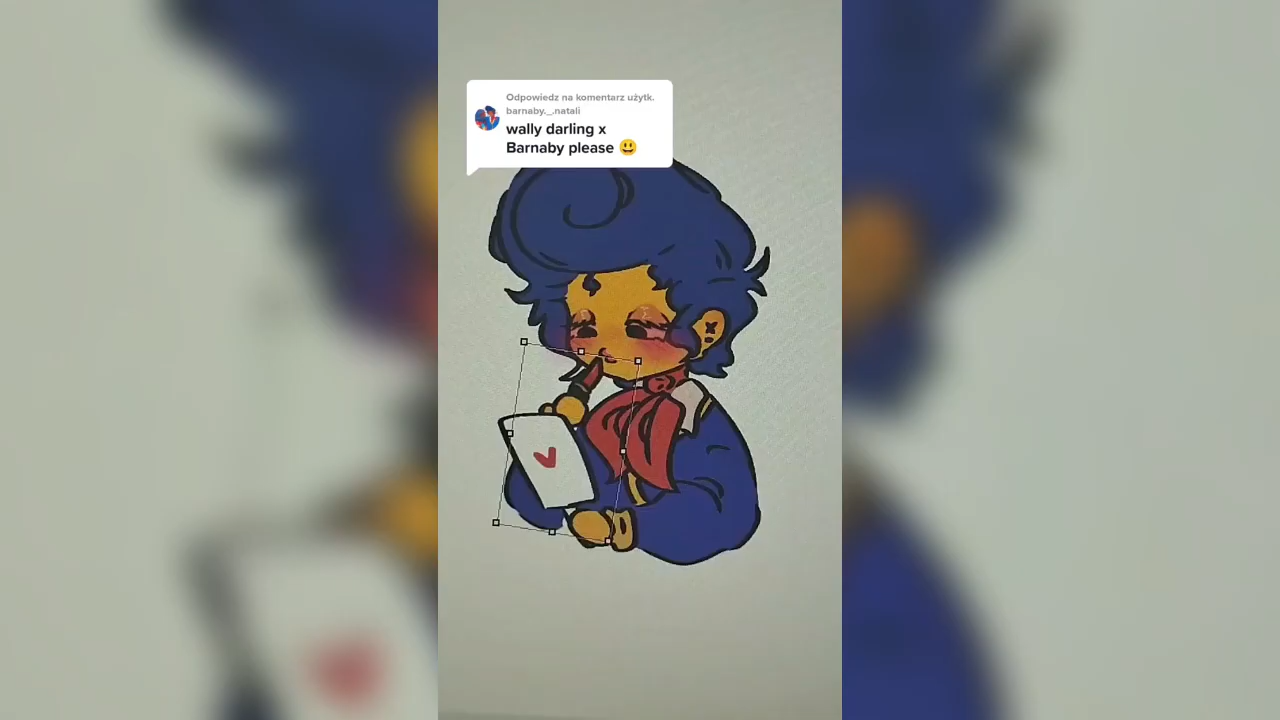 Odpowiedz na komentarz użytk.
barnaby._.natali
wally darling x
Barnaby please 😃